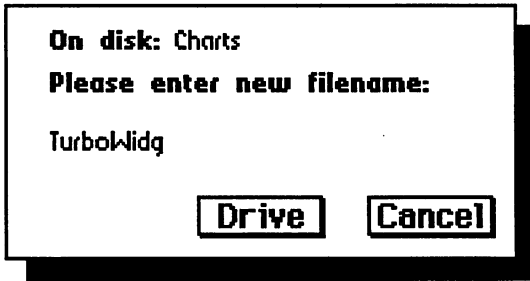 On disk: Charts
Please enter new filename:
TurboWidg
Drive Cancel